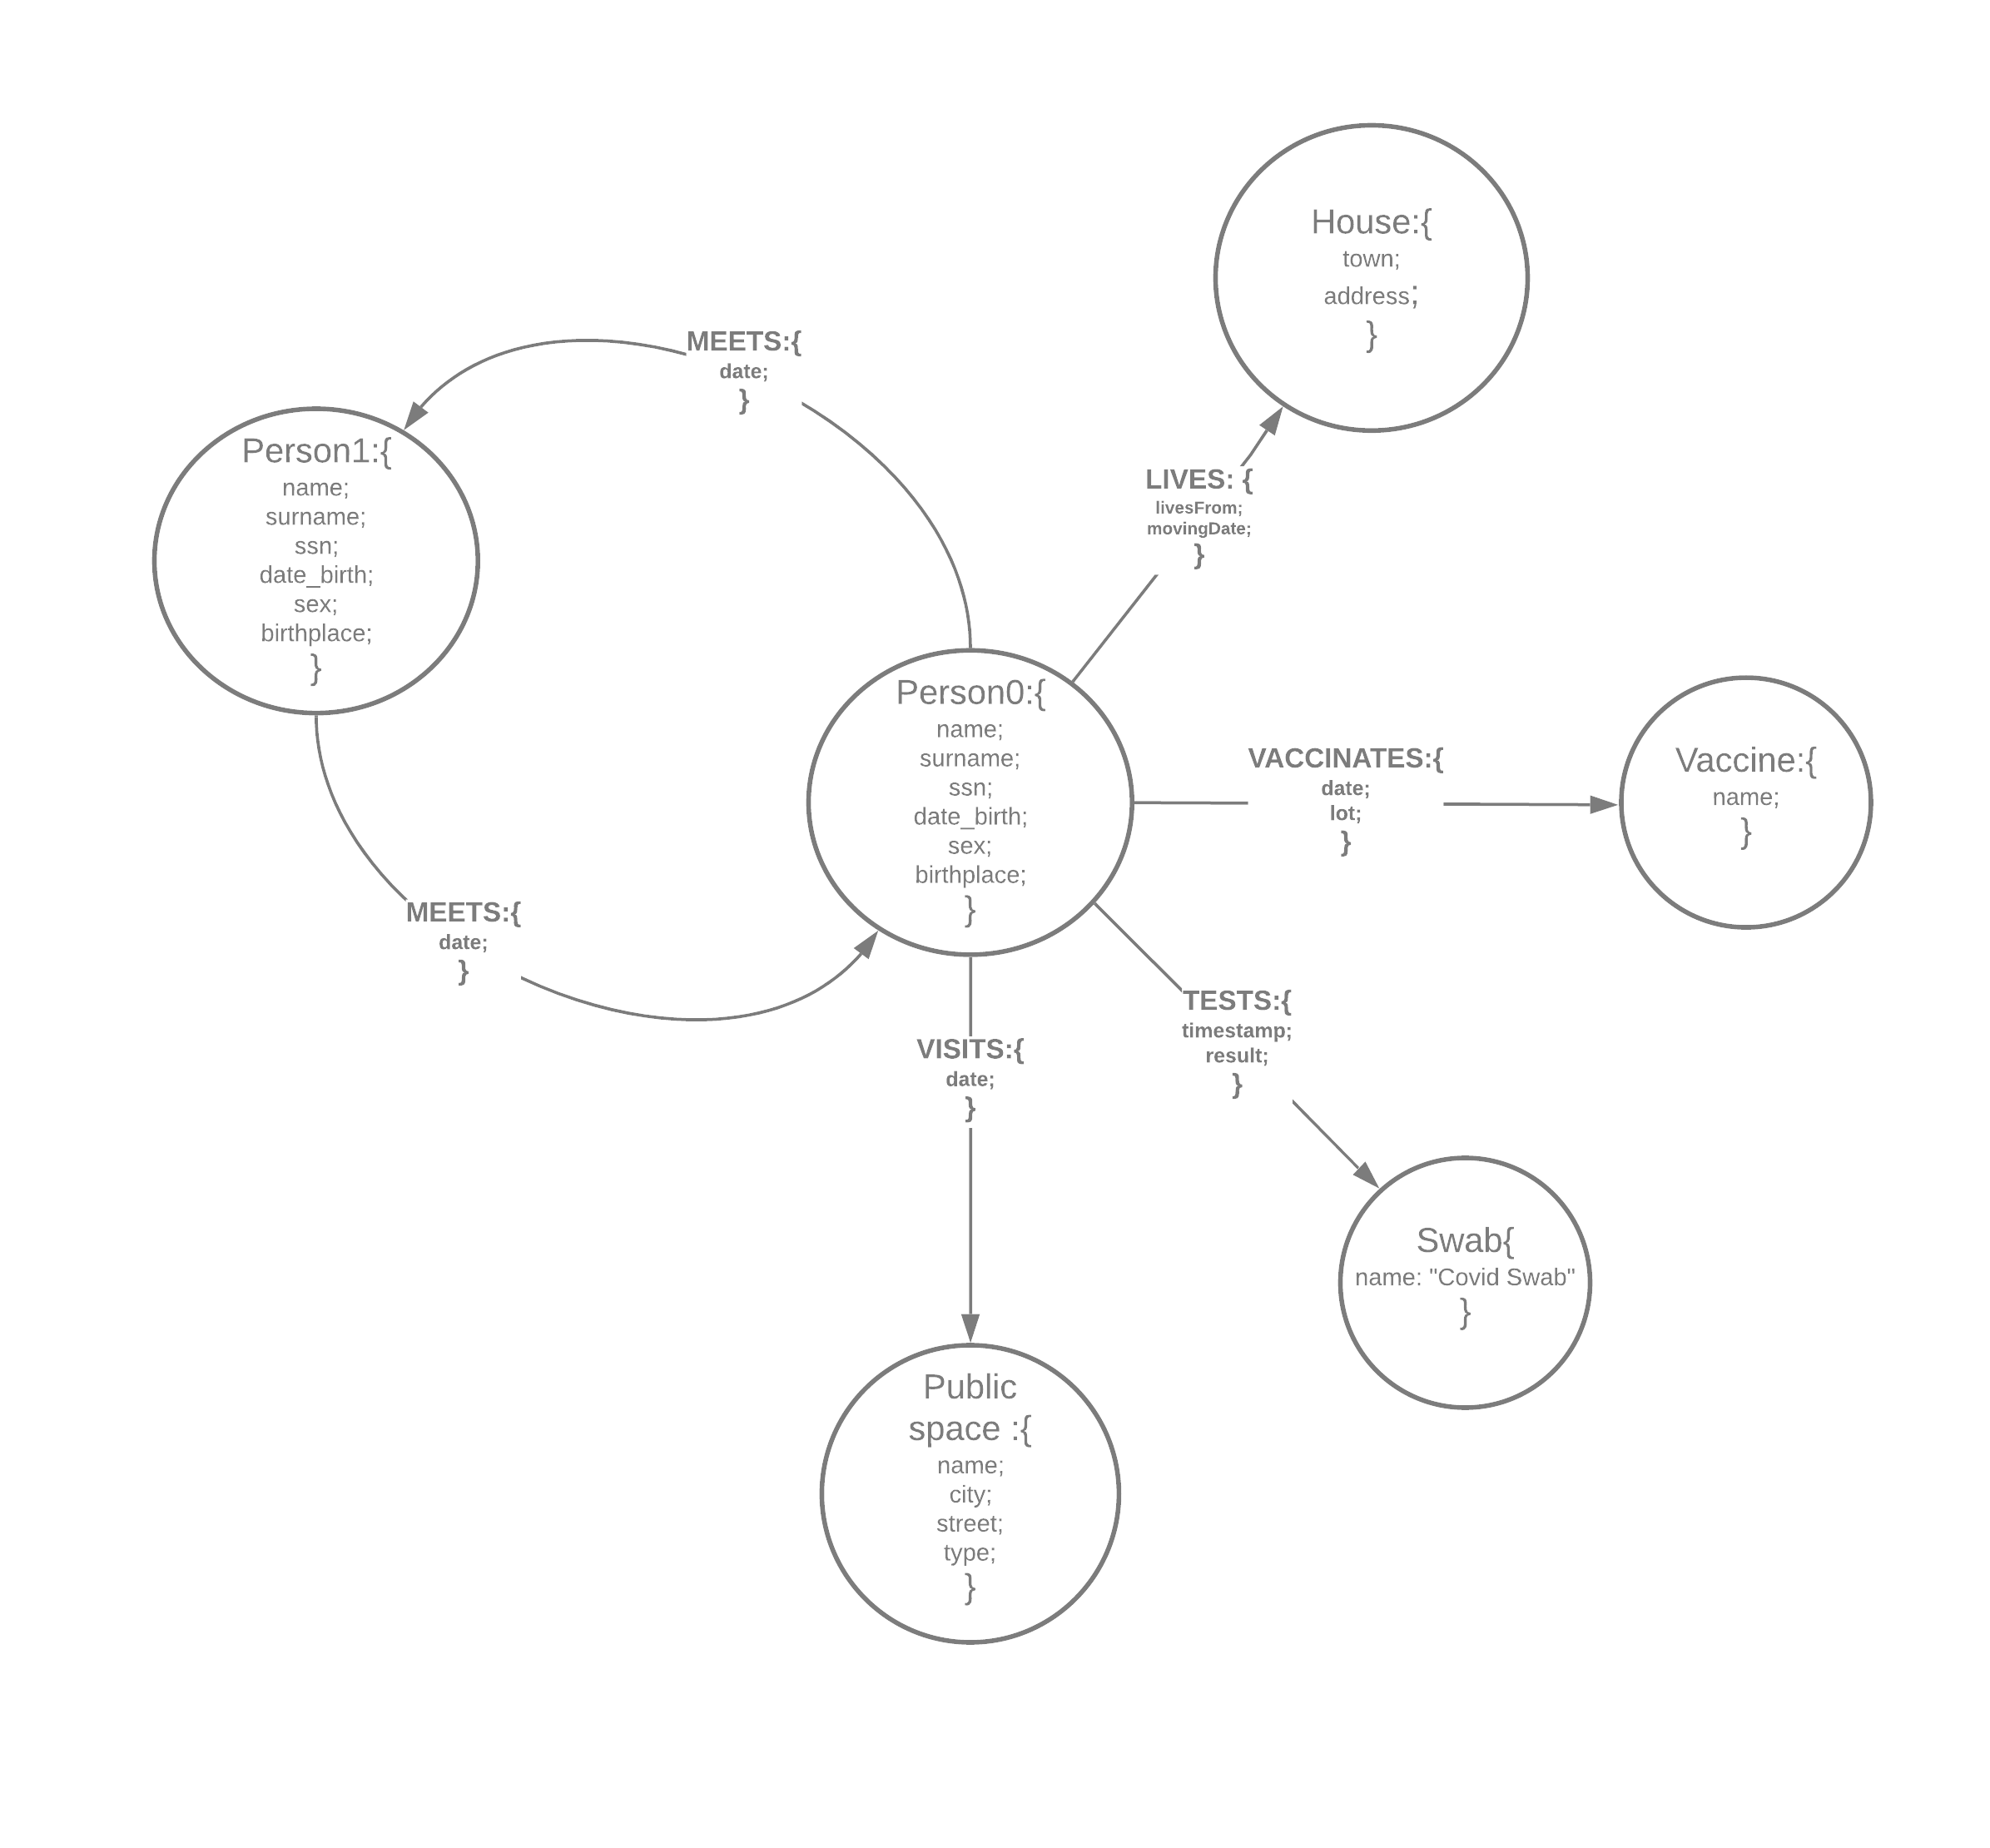 House:{
town;
address;
}
MEETS:{
date;
}
Person1:{
name;
surname;
ssn;
date_birth;
sex;
birthplace;
}
LIVES: {
livesFrom;
movingDate;
}
Person0:{
name;
surname;
ssn;
date_birth;
sex;
birthplace;
}
VACCINATES:{
date;
lot;
}
Vaccine:{
name;
}
MEETS:{
date;
}
VISITS:{
date;
}
TESTS:{
timestamp;
result;
}
Swab{
name: "Covid Swab"
}
Public
space :{
name;
city;
street;
type;
}